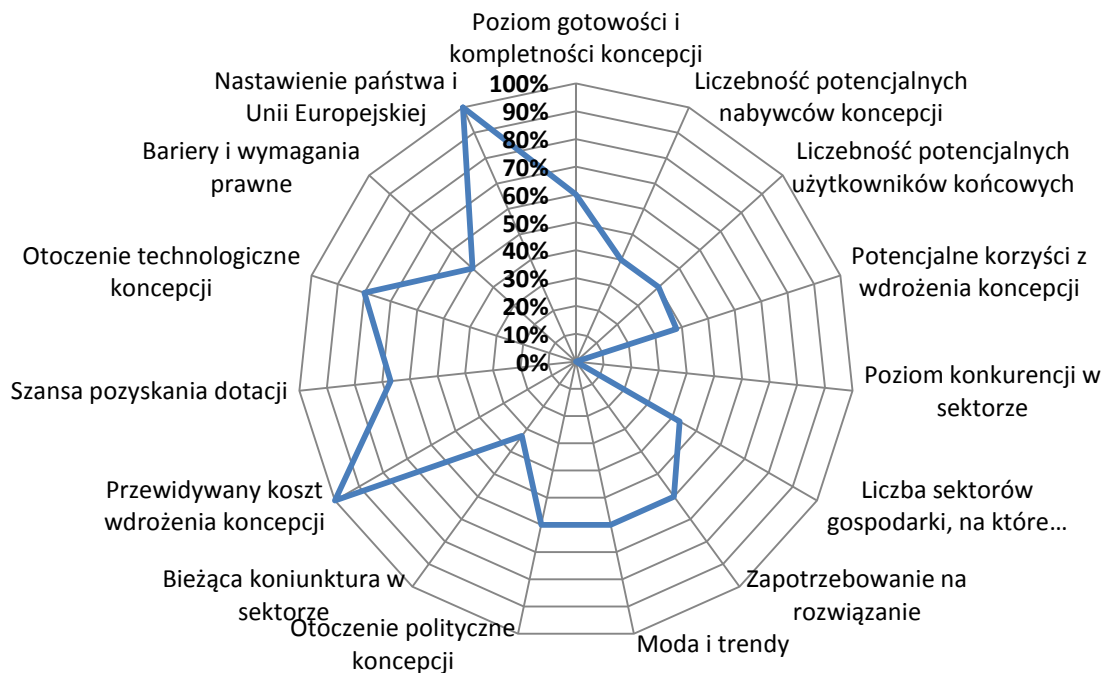 Poziom gotowości i
kompletności koncepcji
Liczebność potencjalnych
nabywców koncepcji
Liczebność potencjalnych
użytkowników końcowych
Potencjalne korzyści z
wdrożenia koncepcji
Poziom konkurencji w
sektorze
Liczba sektorów
gospodarki, na które…
Zapotrzebowanie na
rozwiązanie
Moda i trendy
Otoczenie polityczne
koncepcji
Bieżąca koniunktura w
sektorze
Przewidywany koszt
wdrożenia koncepcji
Szansa pozyskania dotacji
Otoczenie technologiczne
koncepcji
Bariery i wymagania
prawne
Nastawienie państwa i
Unii Europejskiej
100%
90%
80%
70%
60%
50%
40%
30%
20%
10%
0%